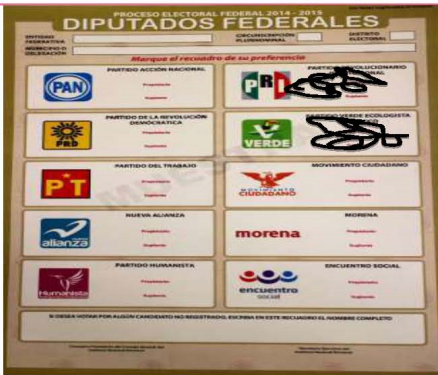 PROCESO ELECTORAL FEDERAL 2014 - 2015
DIPUTADOS FEDERALES
ENTIDAD FEDERATIVA
CIRCUNSCRIPCIÓN PLURINOMINAL
DISTRITO ELECTORAL
MUNICIPIO O DELEGACIÓN
Marque el recuadro de su preferencia
PAN
PARTIDO ACCIÓN NACIONAL
Propietario
Suplente
PRI
PRD
PARTIDO DE LA REVOLUCIÓN DEMOCRÁTICA
Propietario
Suplente
VERDE
PARTIDO VERDE ECOLOGISTA
PT
PARTIDO DEL TRABAJO
Propietario
Suplente
MOVIMIENTO CIUDADANO
MOVIMIENTO CIUDADANO
Propietario
Suplente
alianza
NUEVA ALIANZA
Propietario
Suplente
morena
MORENA
Propietario
Suplente
Humanista
PARTIDO HUMANISTA
Propietario
Suplente
encuentro social
ENCUENTRO SOCIAL
Propietario
Suplente
SI DESEA VOTAR POR ALGÚN CANDIDATO NO REGISTRADO, ESCRIBA EN ESTE RECUADRO EL NOMBRE COMPLETO
MUESTRA